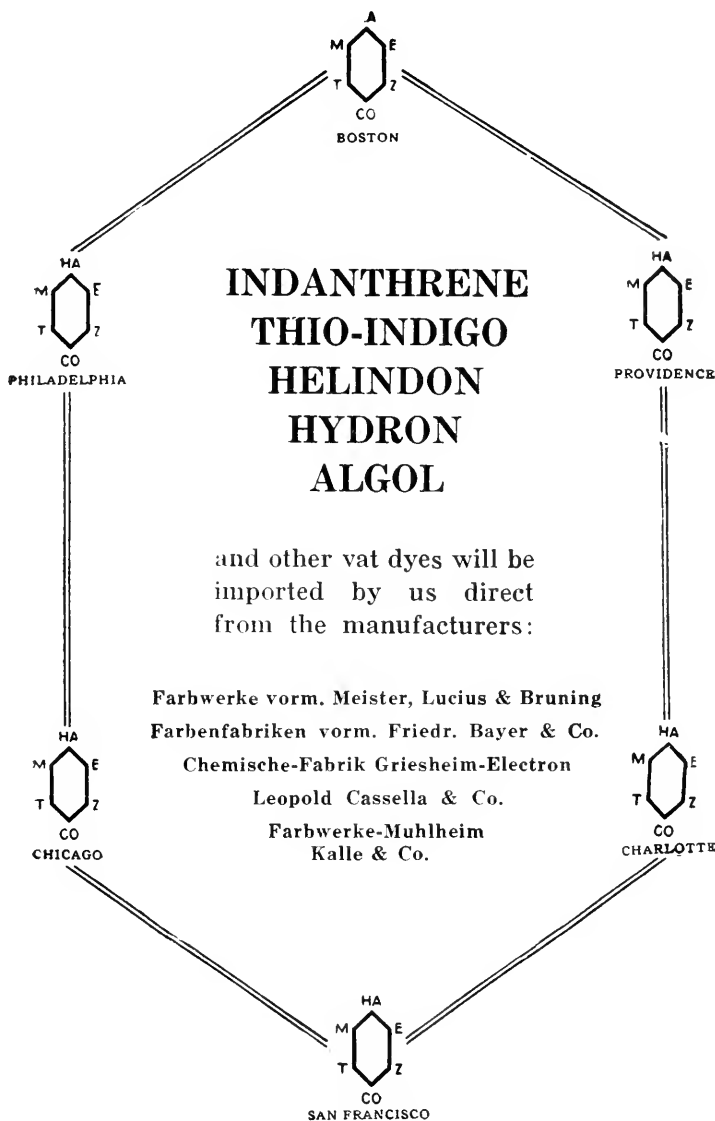 A
M E
T Z
CO
BOSTON
HA
M E
T Z
CO
PHILADELPHIA
HA
M E
T Z
CO
PROVIDENCE
INDANTHRENE
THIO-INDIGO
HELINDON
HYDRON
ALGOL
and other vat dyes will be
imported by us direct
from the manufacturers:
Farbwerke vorm. Meister, Lucius & Bruning
Farbenfabriken vorm. Friedr. Bayer & Co.
Chemische-Fabrik Griesheim-Electron
Leopold Cassella & Co.
Farbwerke-Muhlheim
Kalle & Co.
HA
M E
T Z
CO
CHICAGO
HA
M E
T Z
CO
CHARLOTTE
HA
M E
T Z
CO
SAN FRANCISCO